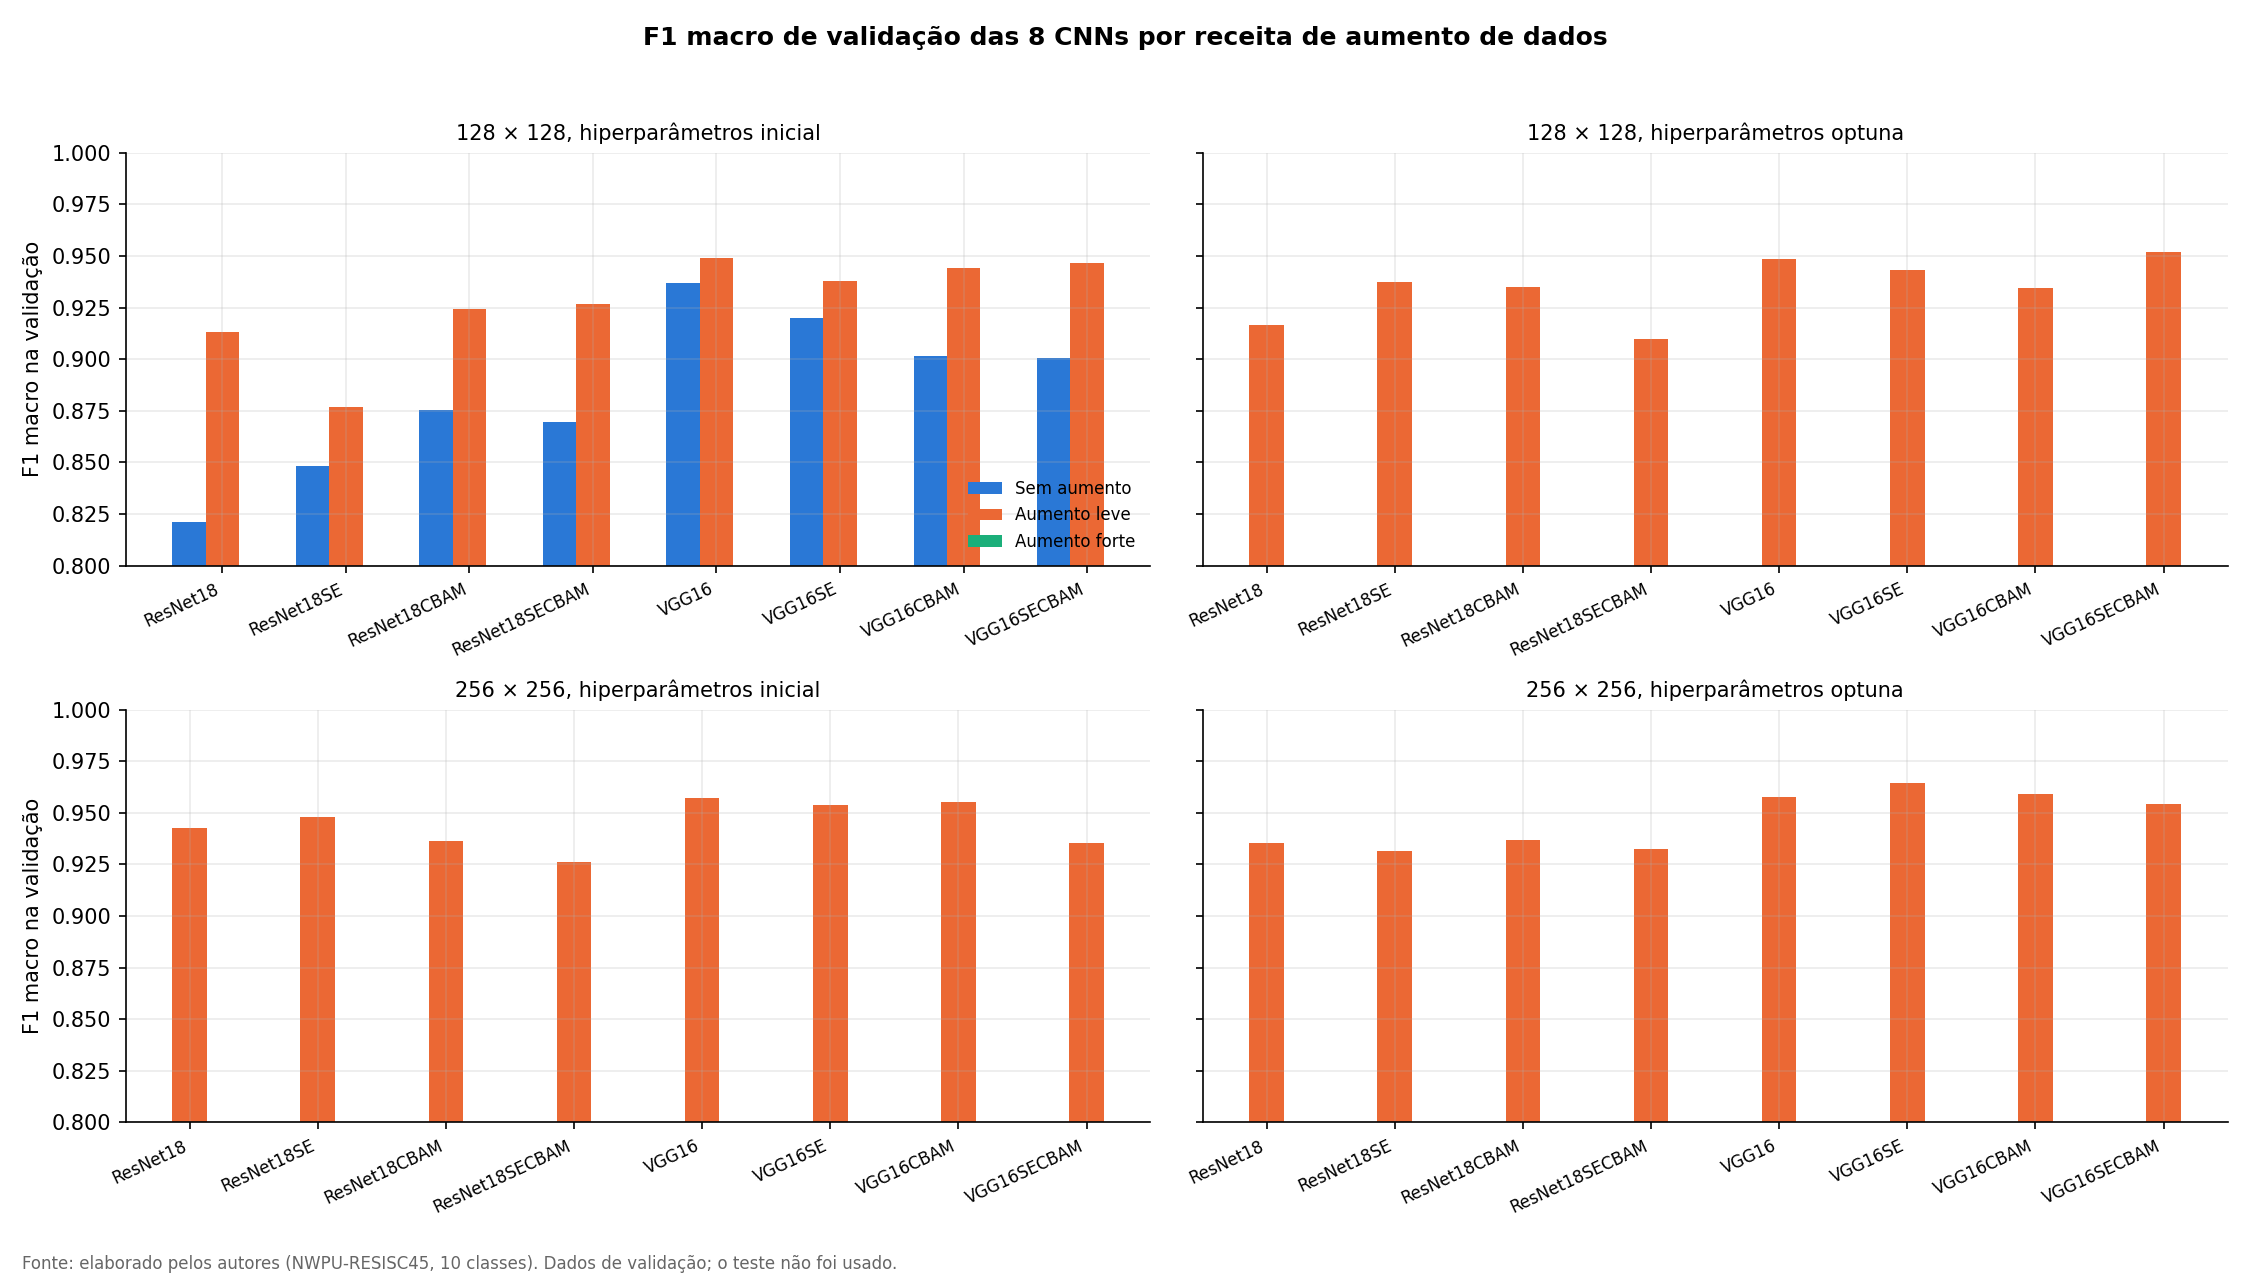 F1 macro de validação das 8 CNNs por receita de aumento de dados
128 × 128, hiperparâmetros inicial
F1 macro na validação
1.000
0.975
0.950
0.925
0.900
0.875
0.850
0.825
0.800
Sem aumento
Aumento leve
Aumento forte
ResNet18
ResNet18SE
ResNet18CBAM
ResNet18SECBAM
VGG16
VGG16SE
VGG16CBAM
VGG16SECBAM
128 × 128, hiperparâmetros optuna
ResNet18
ResNet18SE
ResNet18CBAM
ResNet18SECBAM
VGG16
VGG16SE
VGG16CBAM
VGG16SECBAM
256 × 256, hiperparâmetros inicial
F1 macro na validação
1.000
0.975
0.950
0.925
0.900
0.875
0.850
0.825
0.800
ResNet18
ResNet18SE
ResNet18CBAM
ResNet18SECBAM
VGG16
VGG16SE
VGG16CBAM
VGG16SECBAM
256 × 256, hiperparâmetros optuna
ResNet18
ResNet18SE
ResNet18CBAM
ResNet18SECBAM
VGG16
VGG16SE
VGG16CBAM
VGG16SECBAM
Fonte: elaborado pelos autores (NWPU-RESISC45, 10 classes). Dados de validação; o teste não foi usado.